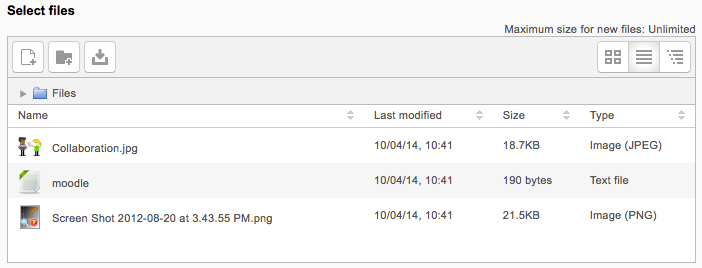 Select files
Maximum size for new files: Unlimited
Files
Name Last modified Size Type
Collaboration.jpg 10/04/14, 10:41 18.7KB Image (JPEG)
moodle 10/04/14, 10:41 190 bytes Text file
Screen Shot 2012-08-20 at 3.43.55 PM.png 10/04/14, 10:41 21.5KB Image (PNG)